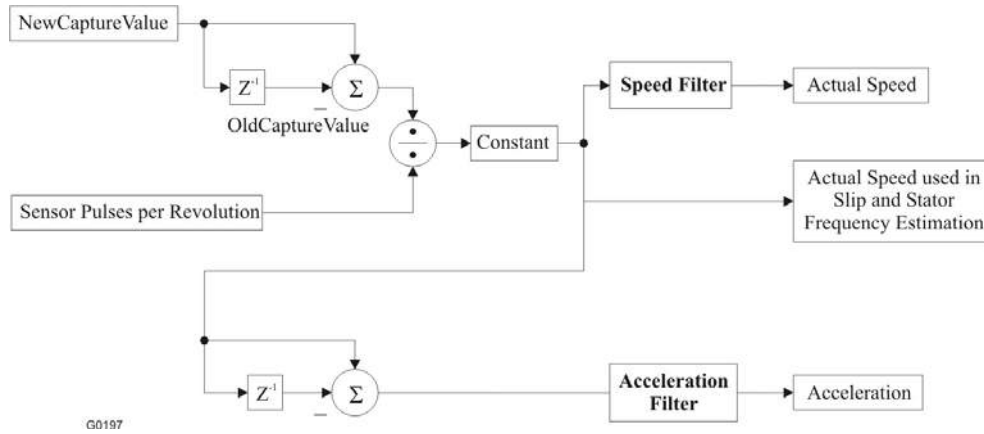 NewCaptureValue
Z-1
Σ
OldCaptureValue
Sensor Pulses per Revolution
Constant
Speed Filter
Actual Speed
Actual Speed used in
Slip and Stator
Frequency Estimation
Z-1
Σ
Acceleration
Filter
Acceleration
G0197